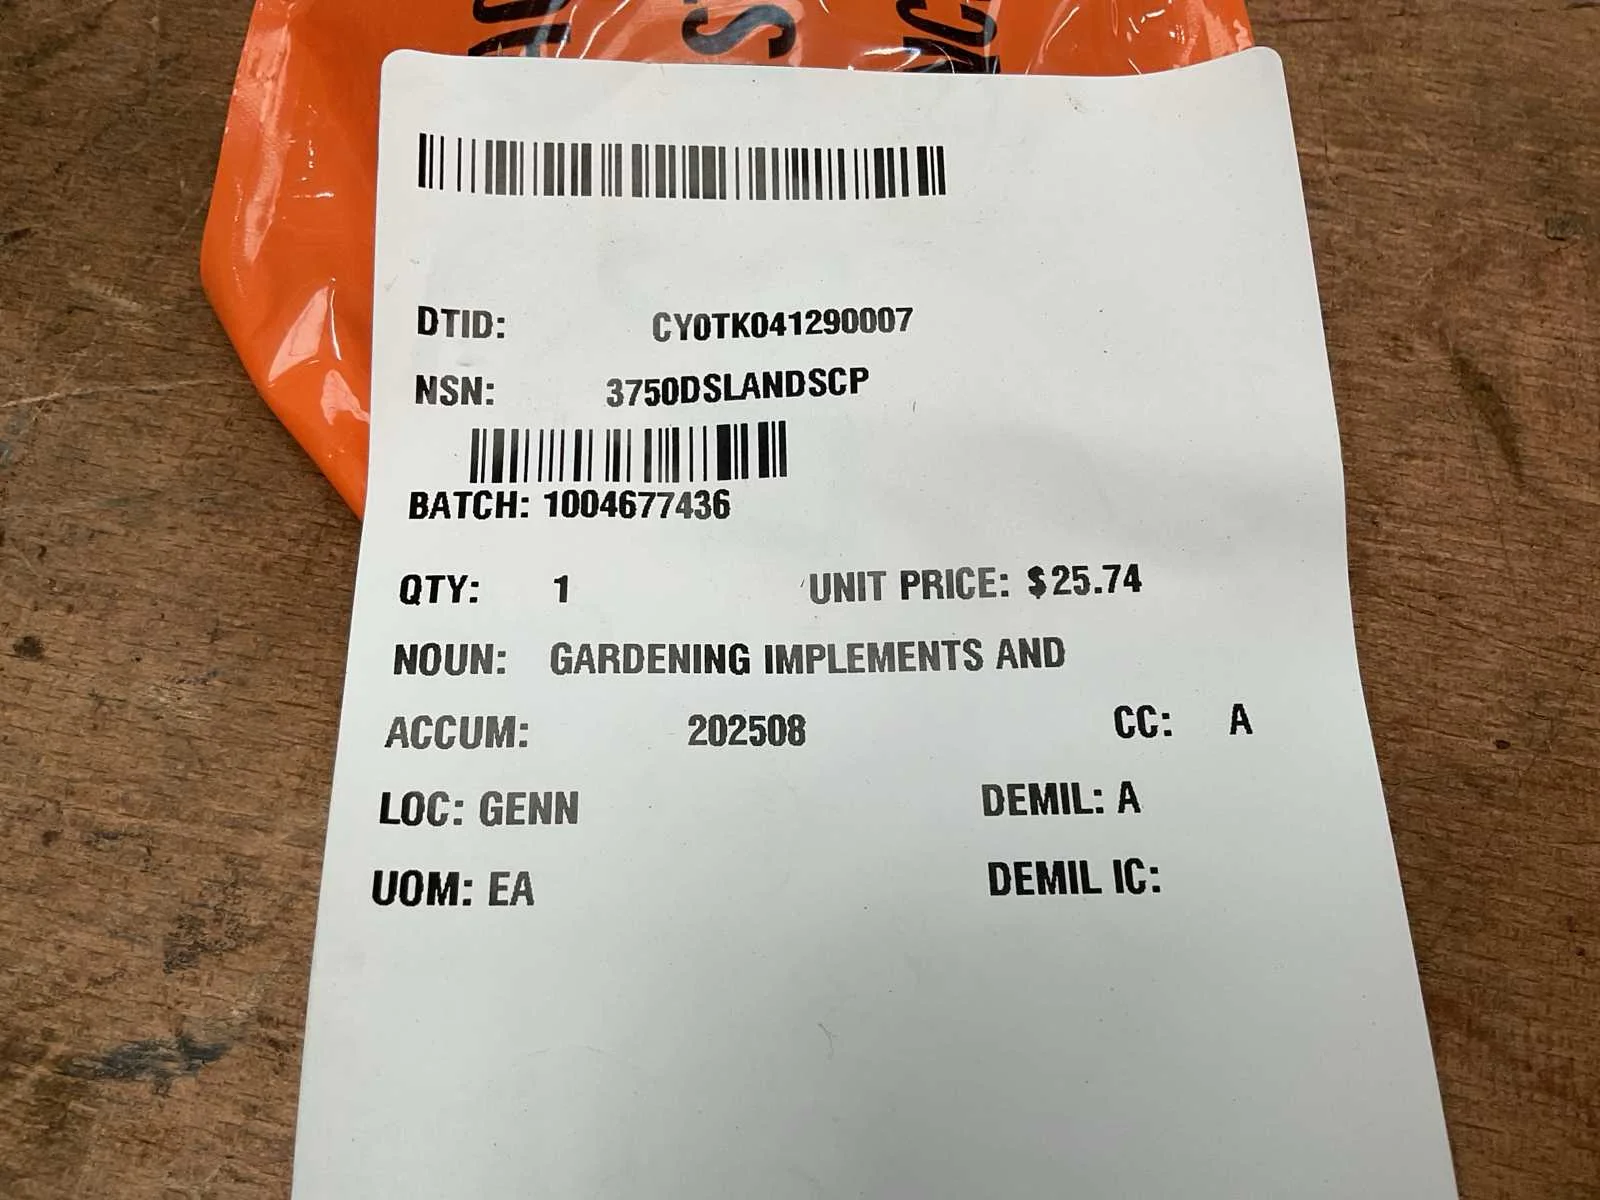 DTID: CY0TK041290007
NSN: 3750DSLANDSCP
BATCH: 1004677436
QTY: 1 UNIT PRICE: $25.74
NOUN: GARDENING IMPLEMENTS AND
ACCUM: 202508 CC: A
LOC: GENN DEMIL: A
UOM: EA DEMIL IC: